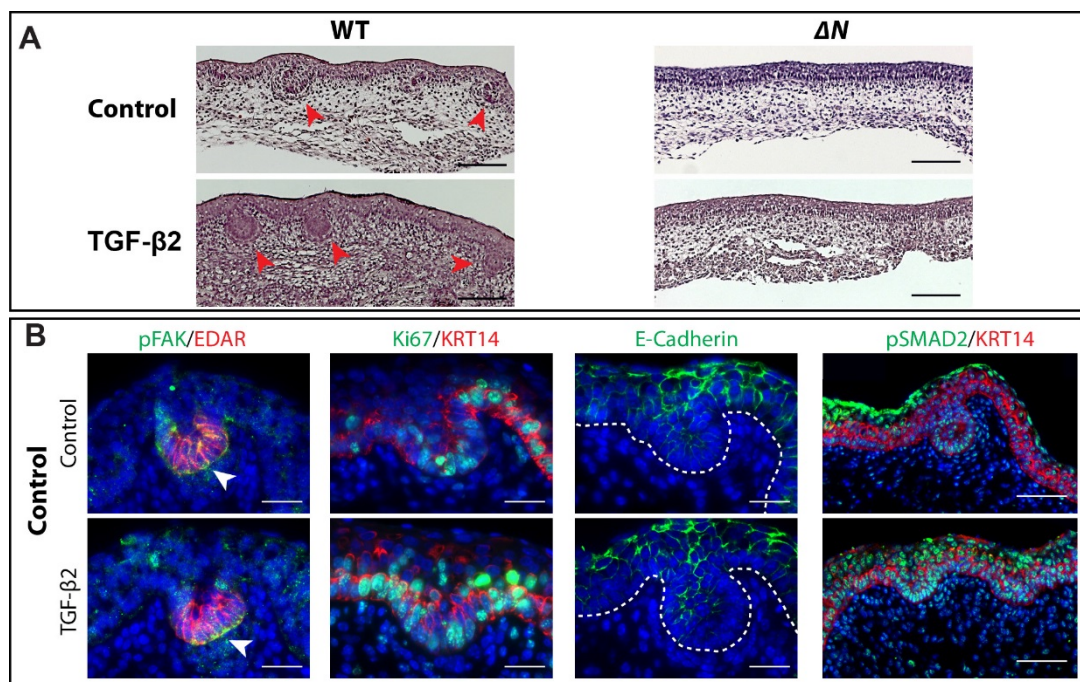 A
WT
ΔN
Control
TGF-β2
B
pFAK/EDAR
Ki67/KRT14
E-Cadherin
pSMAD2/KRT14
Control
Control
TGF-β2